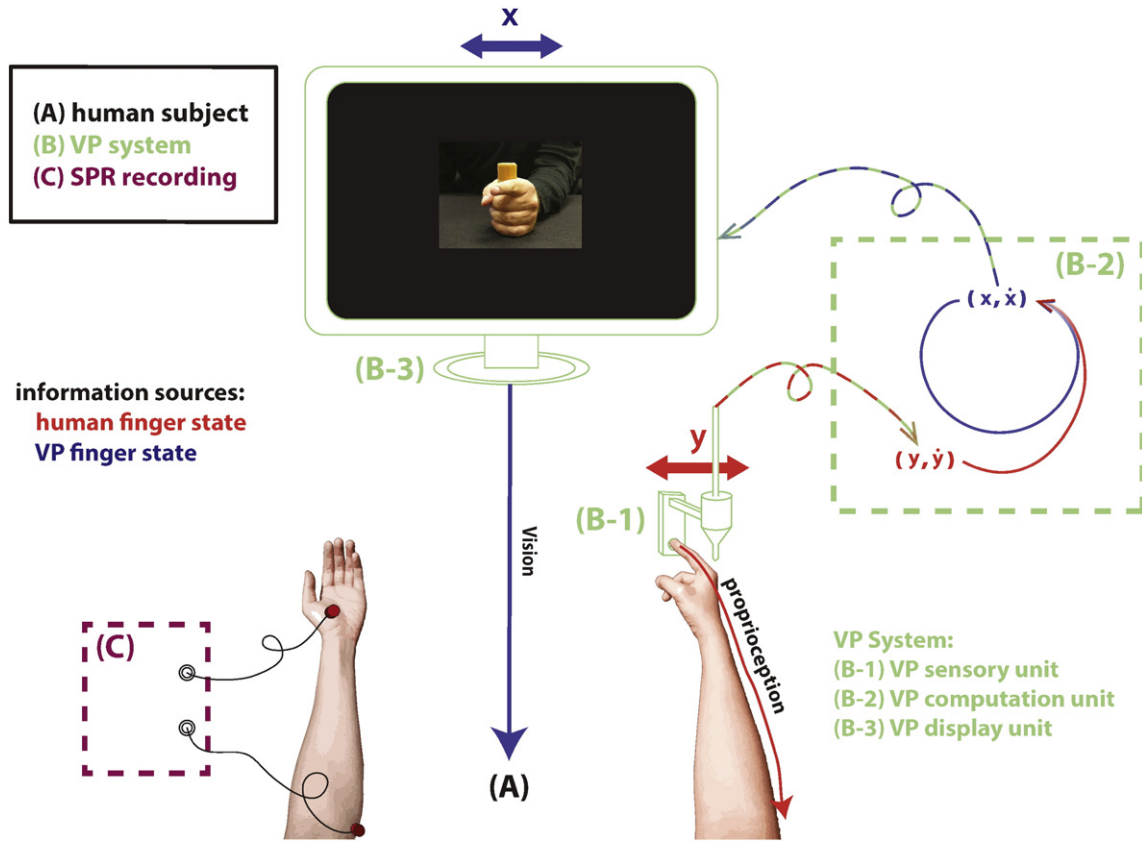 x
(A) human subject
(B) VP system
(C) SPR recording
(B-2)
(x, ẋ)
(B-3)
information sources:
human finger state
VP finger state
y
(y, ẏ)
(B-1)
Vision
proprioception
(C)
VP System:
(B-1) VP sensory unit
(B-2) VP computation unit
(B-3) VP display unit
(A)